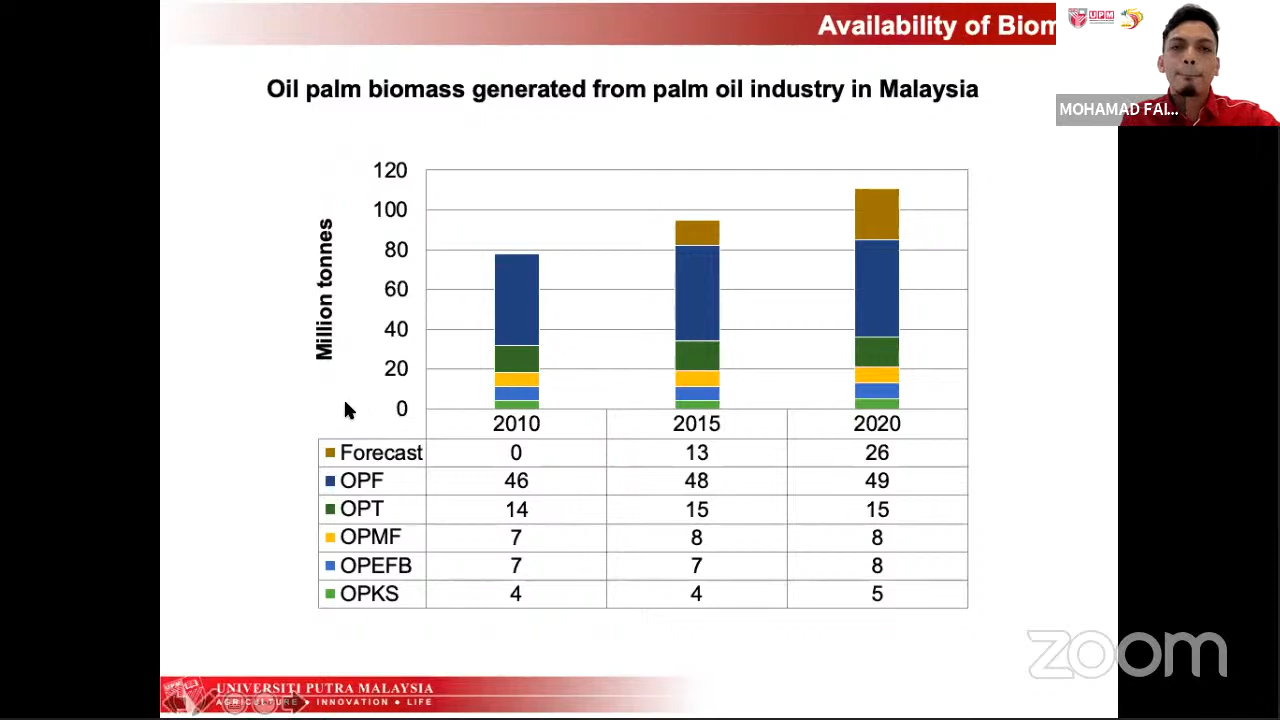 Availability of Biom
UPM
MOHAMAD FAI...
Oil palm biomass generated from palm oil industry in Malaysia
Million tonnes
120
100
80
60
40
20
0
2010 2015 2020
Forecast 0 13 26
OPF 46 48 49
OPT 14 15 15
OPMF 7 8 8
OPEFB 7 7 8
OPKS 4 4 5
zoom
UNIVERSITI PUTRA MALAYSIA
AGRICULTURE • INNOVATION • LIFE